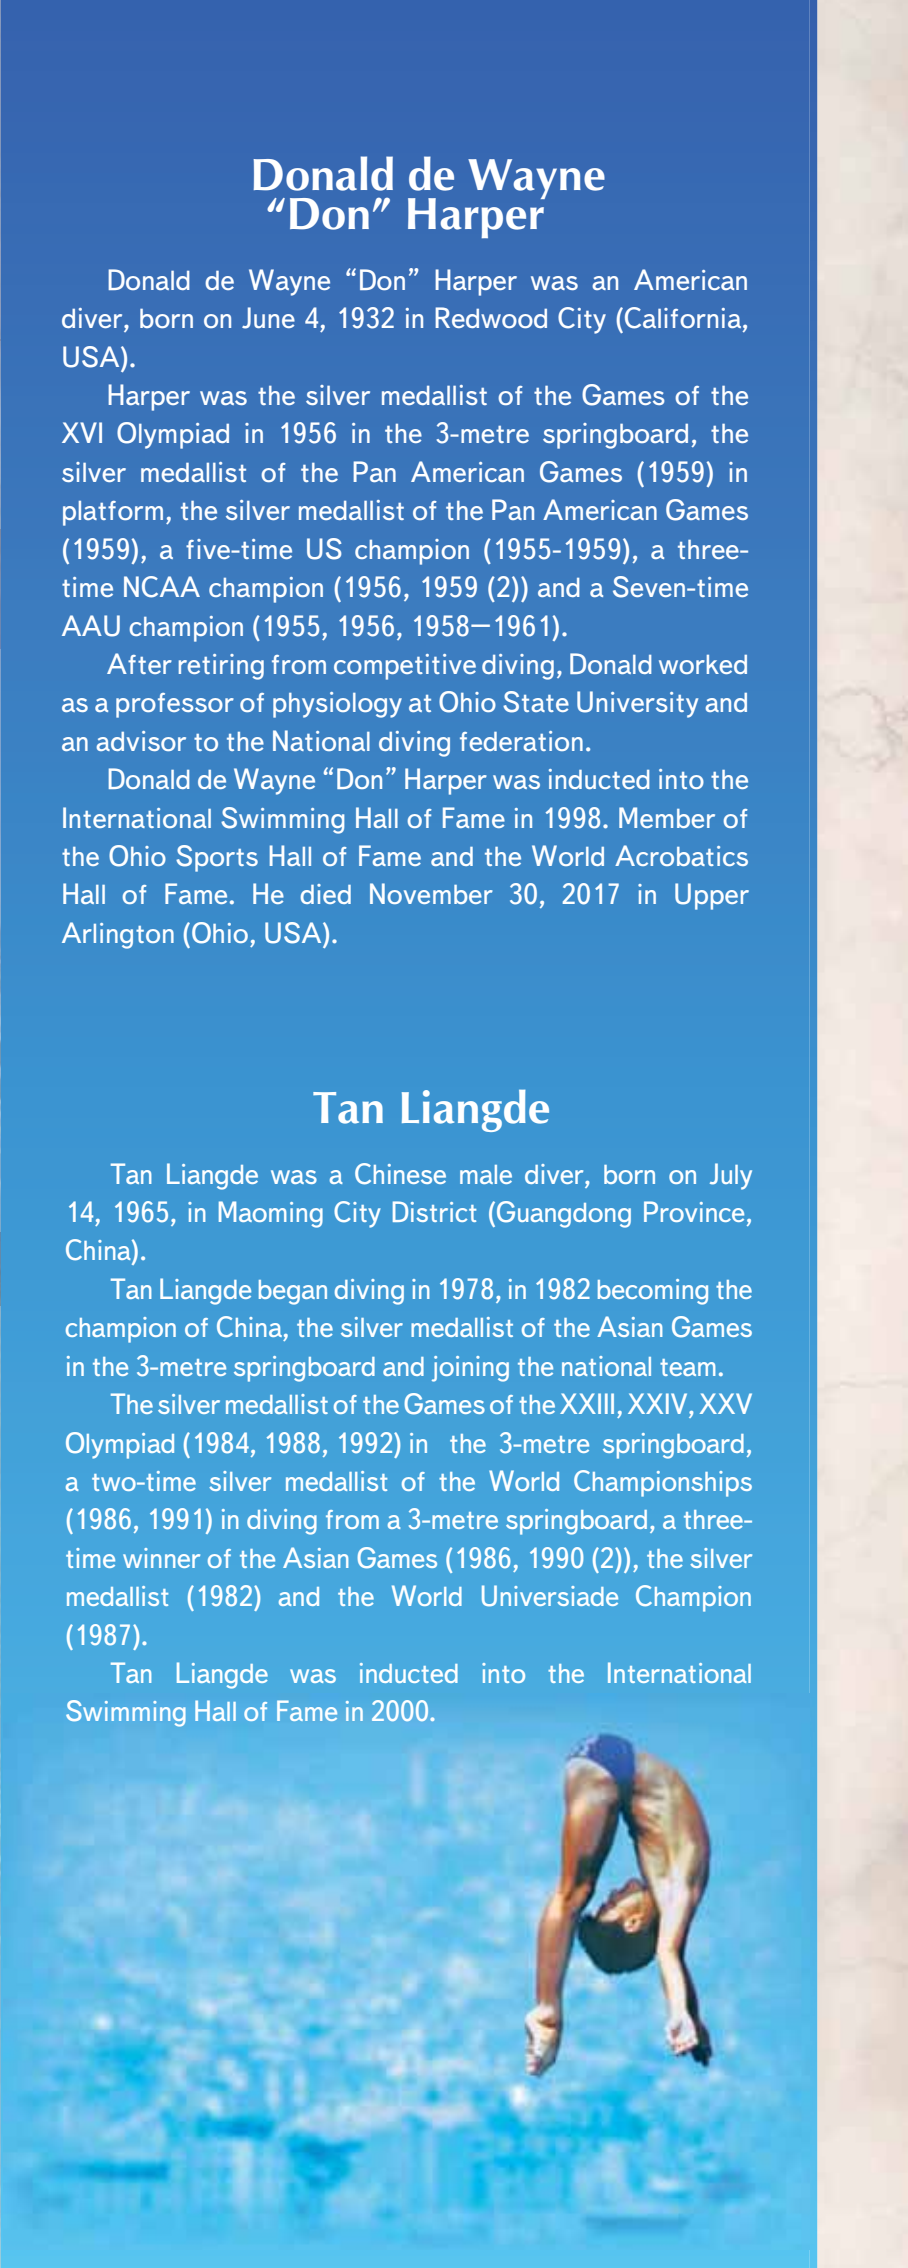 Donald de Wayne
“Don” Harper
Donald de Wayne “Don” Harper was an American
diver, born on June 4, 1932 in Redwood City (California,
USA).
Harper was the silver medallist of the Games of the
XVI Olympiad in 1956 in the 3-metre springboard, the
silver medallist of the Pan American Games (1959) in
platform, the silver medallist of the Pan American Games
(1959), a five-time US champion (1955-1959), a three-
time NCAA champion (1956, 1959 (2)) and a Seven-time
AAU champion (1955, 1956, 1958—1961).
After retiring from competitive diving, Donald worked
as a professor of physiology at Ohio State University and
an advisor to the National diving federation.
Donald de Wayne “Don” Harper was inducted into the
International Swimming Hall of Fame in 1998. Member of
the Ohio Sports Hall of Fame and the World Acrobatics
Hall of Fame. He died November 30, 2017 in Upper
Arlington (Ohio, USA).
Tan Liangde
Tan Liangde was a Chinese male diver, born on July
14, 1965, in Maoming City District (Guangdong Province,
China).
Tan Liangde began diving in 1978, in 1982 becoming the
champion of China, the silver medallist of the Asian Games
in the 3-metre springboard and joining the national team.
The silver medallist of the Games of the XXIII, XXIV, XXV
Olympiad (1984, 1988, 1992) in the 3-metre springboard,
a two-time silver medallist of the World Championships
(1986, 1991) in diving from a 3-metre springboard, a three-
time winner of the Asian Games (1986, 1990 (2)), the silver
medallist (1982) and the World Universiade Champion
(1987).
Tan Liangde was inducted into the International
Swimming Hall of Fame in 2000.